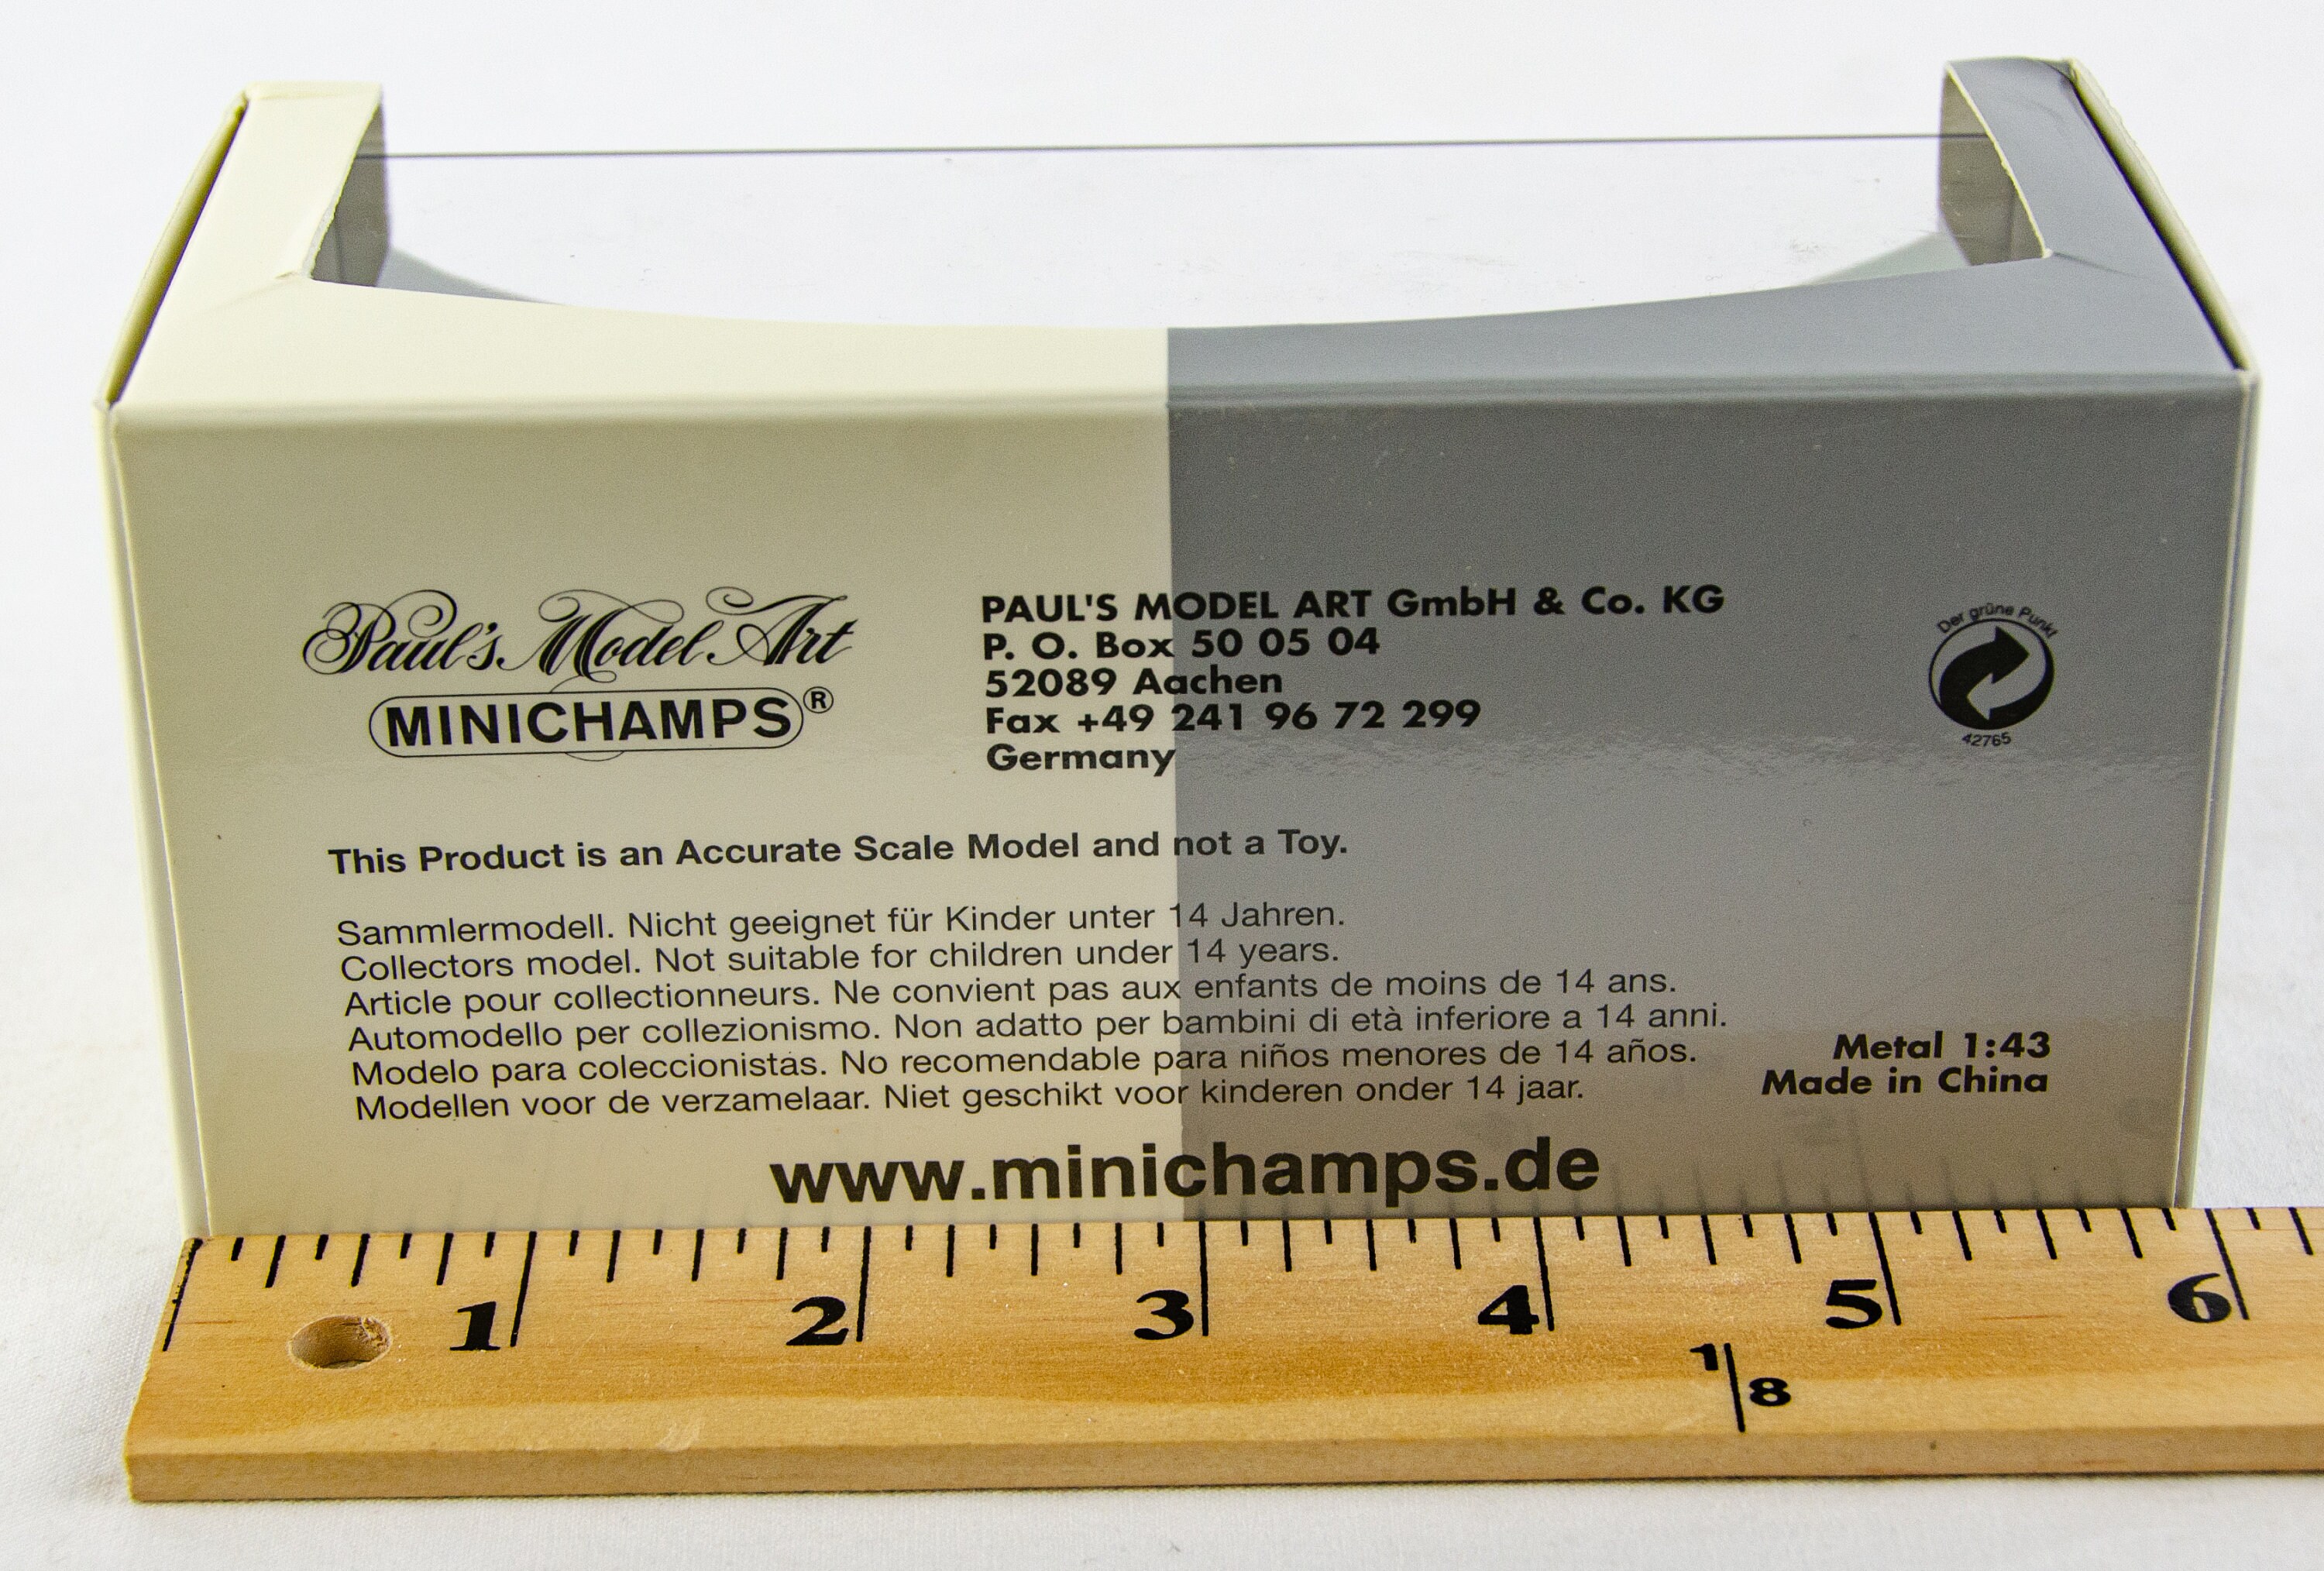 Paul's Model Art
MINICHAMPS®
PAUL'S MODEL ART GmbH & Co. KG
P. O. Box 50 05 04
52089 Aachen
Fax +49 241 96 72 299
Germany
Der grüne Punkt
42765
This Product is an Accurate Scale Model and not a Toy.
Sammlermodell. Nicht geeignet für Kinder unter 14 Jahren.
Collectors model. Not suitable for children under 14 years.
Article pour collectionneurs. Ne convient pas aux enfants de moins de 14 ans.
Automodello per collezionismo. Non adatto per bambini di età inferiore a 14 anni.
Modelo para coleccionistas. No recomendable para niños menores de 14 años.
Modellen voor de verzamelaar. Niet geschikt voor kinderen onder 14 jaar.
Metal 1:43
Made in China
www.minichamps.de
1 2 3 4 5 6
1 8